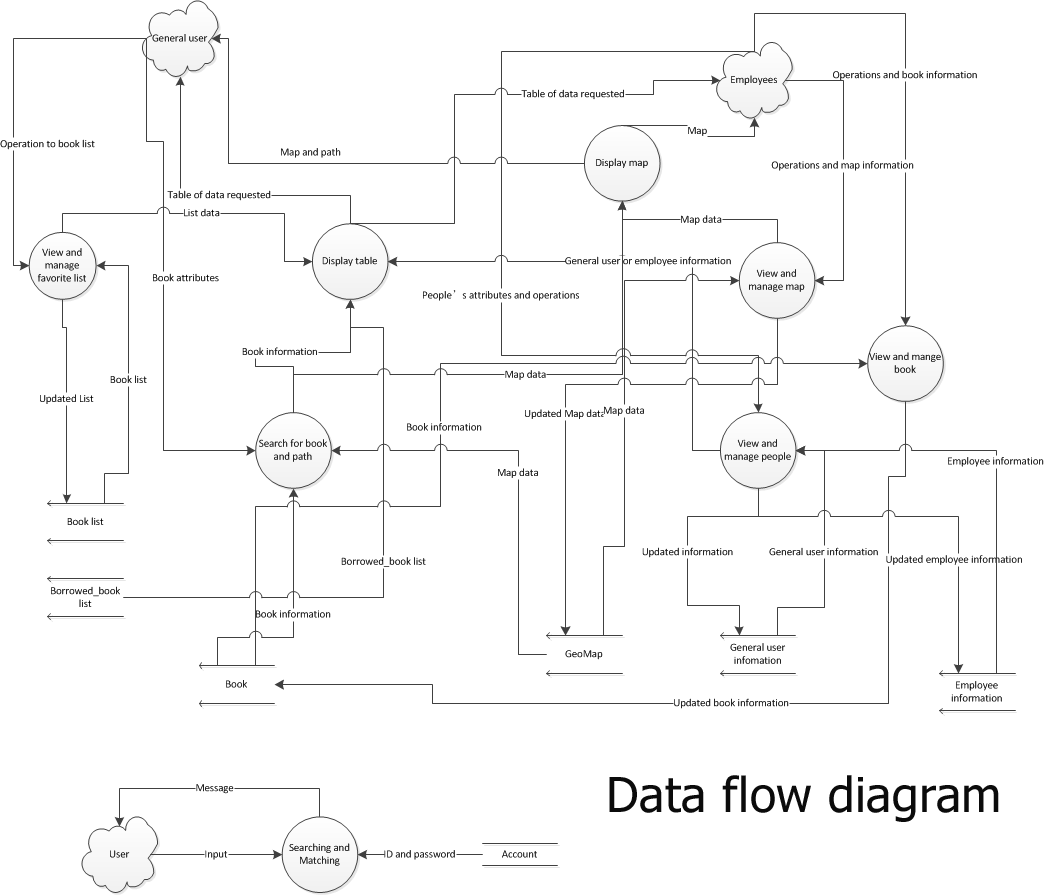 General user
Employees
Operations and book information
Table of data requested
Map
Operation to book list
Map and path
Display map
Operations and map information
Table of data requested
List data
Map data
View and
manage
favorite list
Display table
General user or employee information
View and
manage map
Book attributes
People’s attributes and operations
Book information
View and mange
book
Map data
Book list
Updated List
Updated Map data
Map data
Book information
Search for book
and path
View and
manage people
Employee information
Map data
Book list
Updated information
General user information
Updated employee information
Borrowed_book list
Borrowed_book
list
Book information
GeoMap
General user
infomation
Book
Employee
information
Updated book information
Data flow diagram
Message
User
Input
Searching and
Matching
ID and password
Account